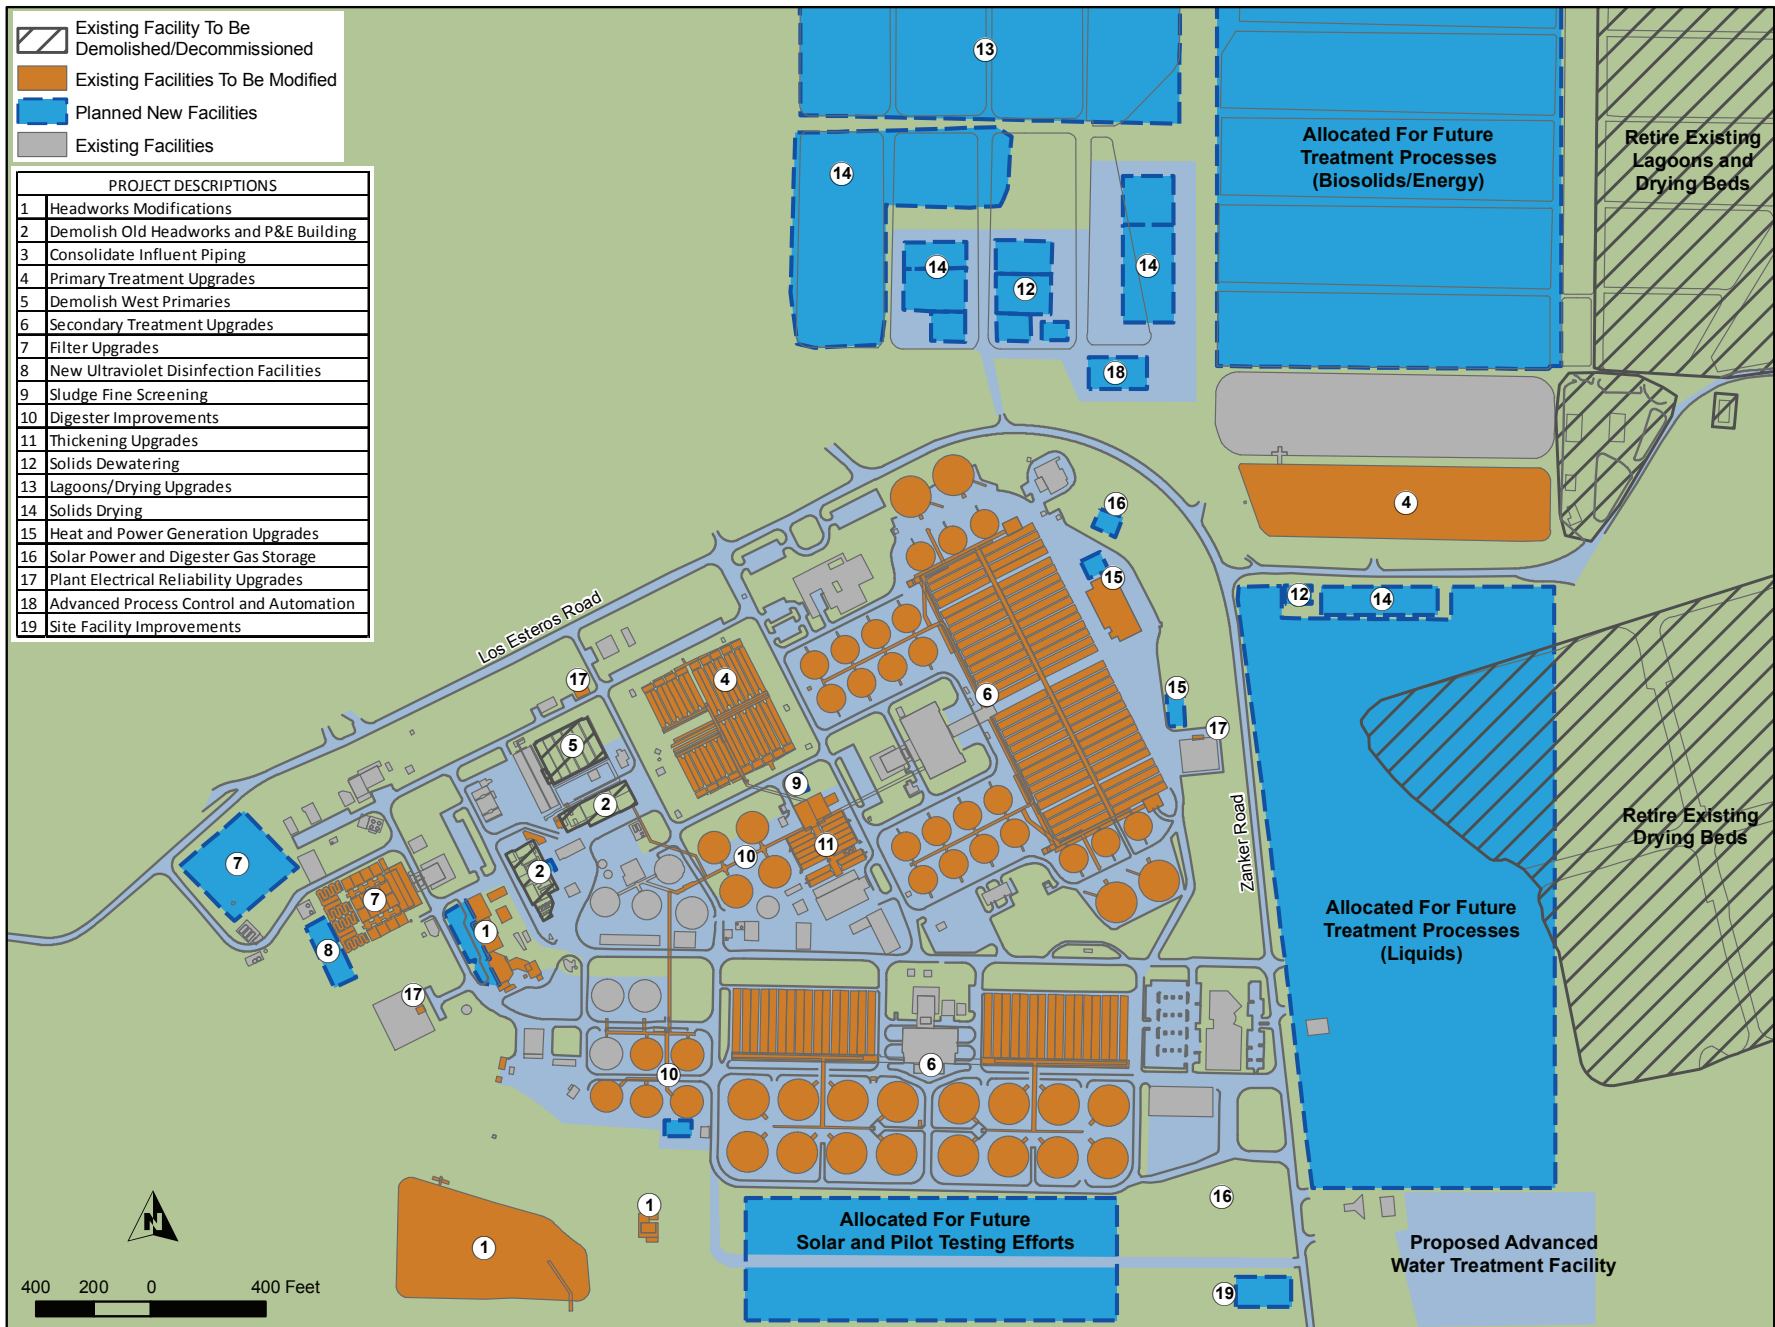 Existing Facility To Be
Demolished/Decommissioned
Existing Facilities To Be Modified
Planned New Facilities
Existing Facilities
PROJECT DESCRIPTIONS
1 Headworks Modifications
2 Demolish Old Headworks and P&E Building
3 Consolidate Influent Piping
4 Primary Treatment Upgrades
5 Demolish West Primaries
6 Secondary Treatment Upgrades
7 Filter Upgrades
8 New Ultraviolet Disinfection Facilities
9 Sludge Fine Screening
10 Digester Improvements
11 Thickening Upgrades
12 Solids Dewatering
13 Lagoons/Drying Upgrades
14 Solids Drying
15 Heat and Power Generation Upgrades
16 Solar Power and Digester Gas Storage
17 Plant Electrical Reliability Upgrades
18 Advanced Process Control and Automation
19 Site Facility Improvements
13
14
14
12
14
18
Allocated For Future
Treatment Processes
(Biosolids/Energy)
Retire Existing
Lagoons and
Drying Beds
4
16
15
12
14
Los Esteros Road
17
4
6
15
17
5
9
2
11
10
2
7
7
1
8
17
Zanker Road
Retire Existing
Drying Beds
Allocated For Future
Treatment Processes
(Liquids)
6
10
1
1
16
Allocated For Future
Solar and Pilot Testing Efforts
Proposed Advanced
Water Treatment Facility
19
N
400 200 0 400 Feet